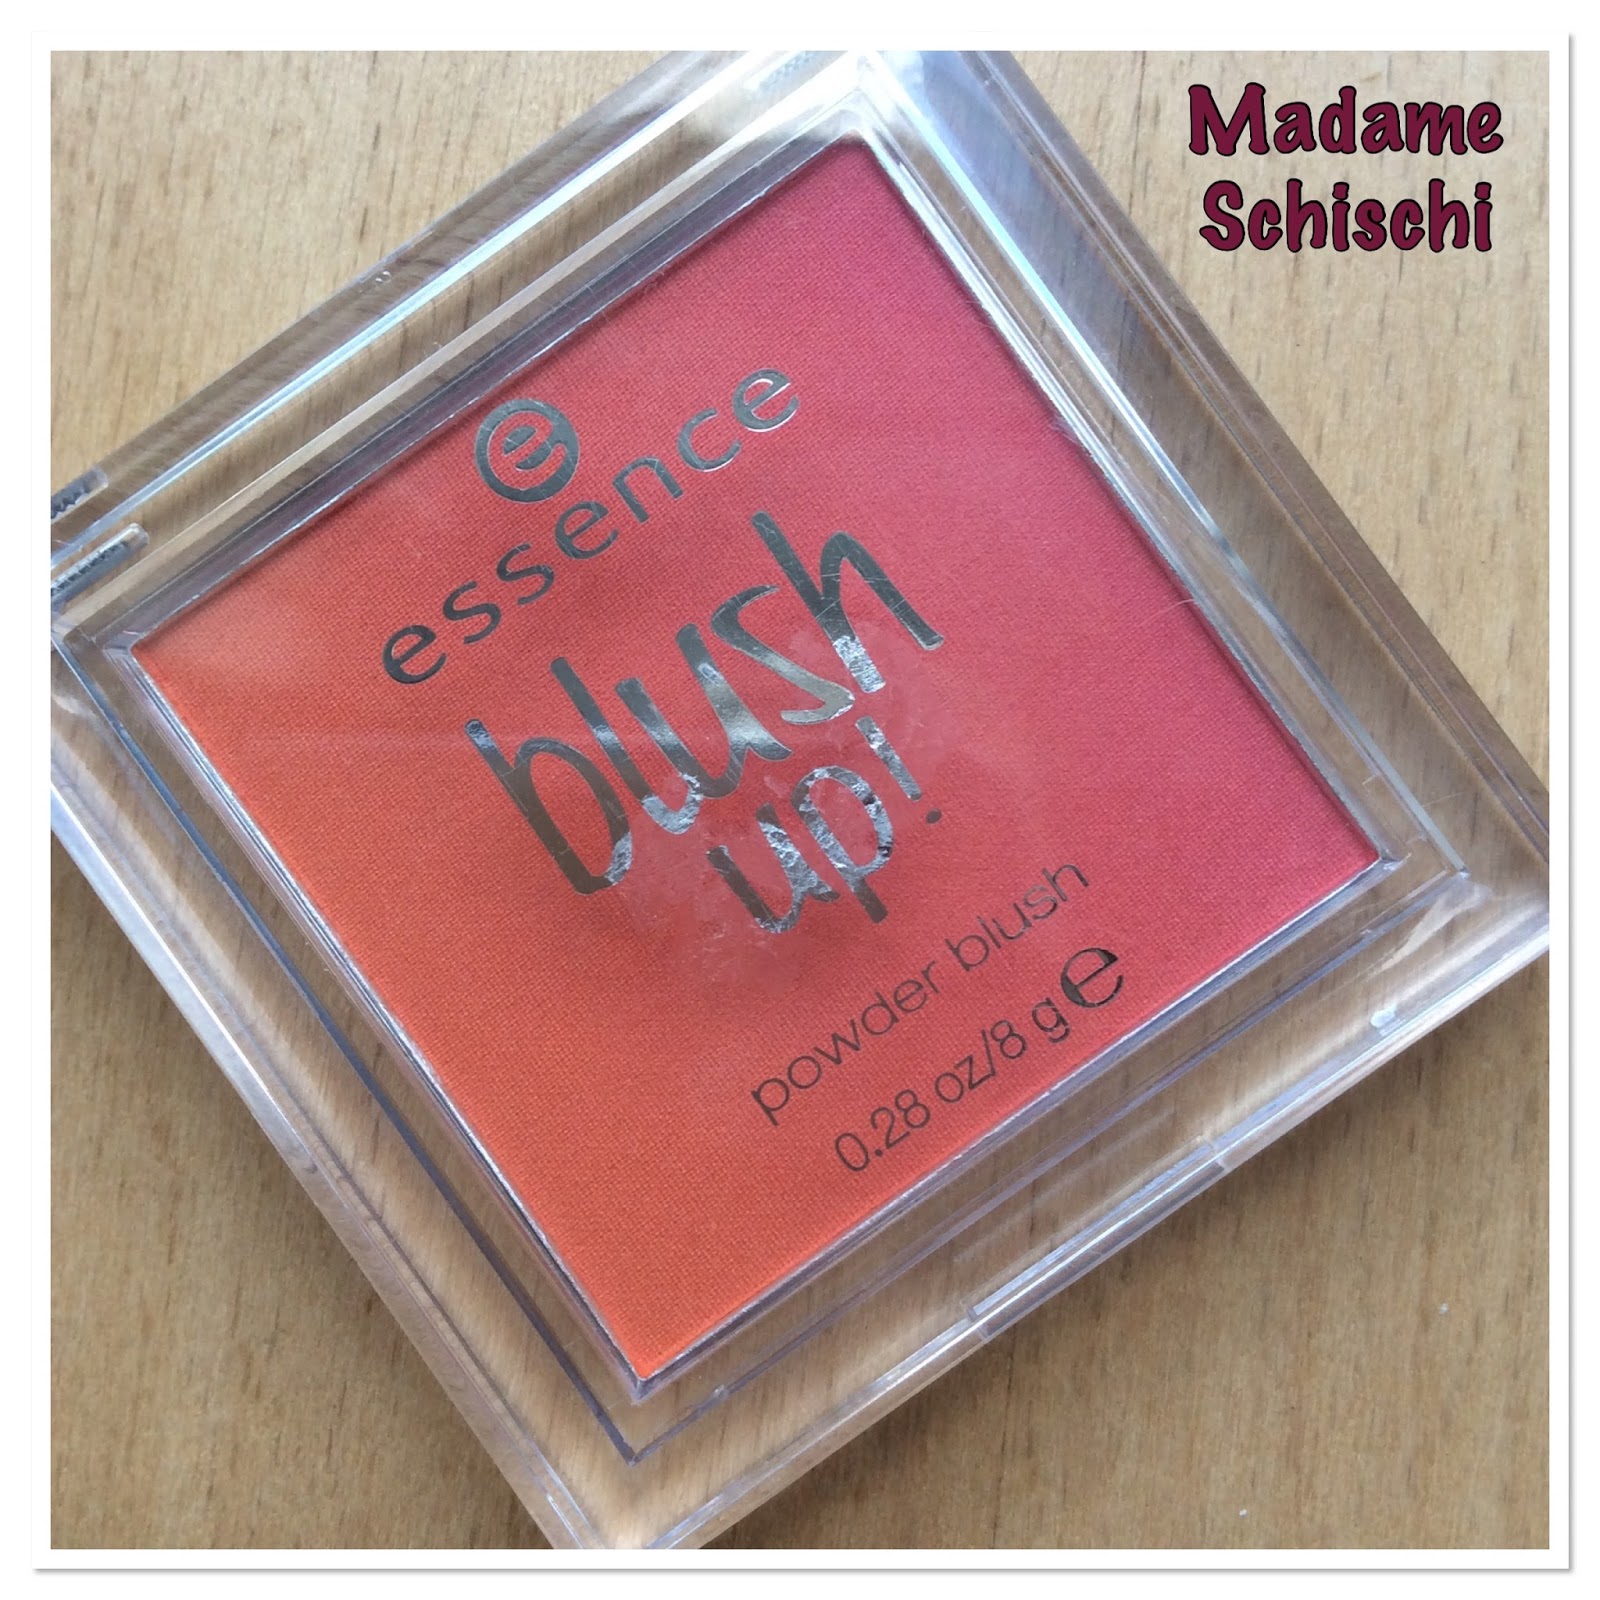 Madame
Schischi
e
essence
blush
up!
powder blush
0.28 oz/8 g ℮